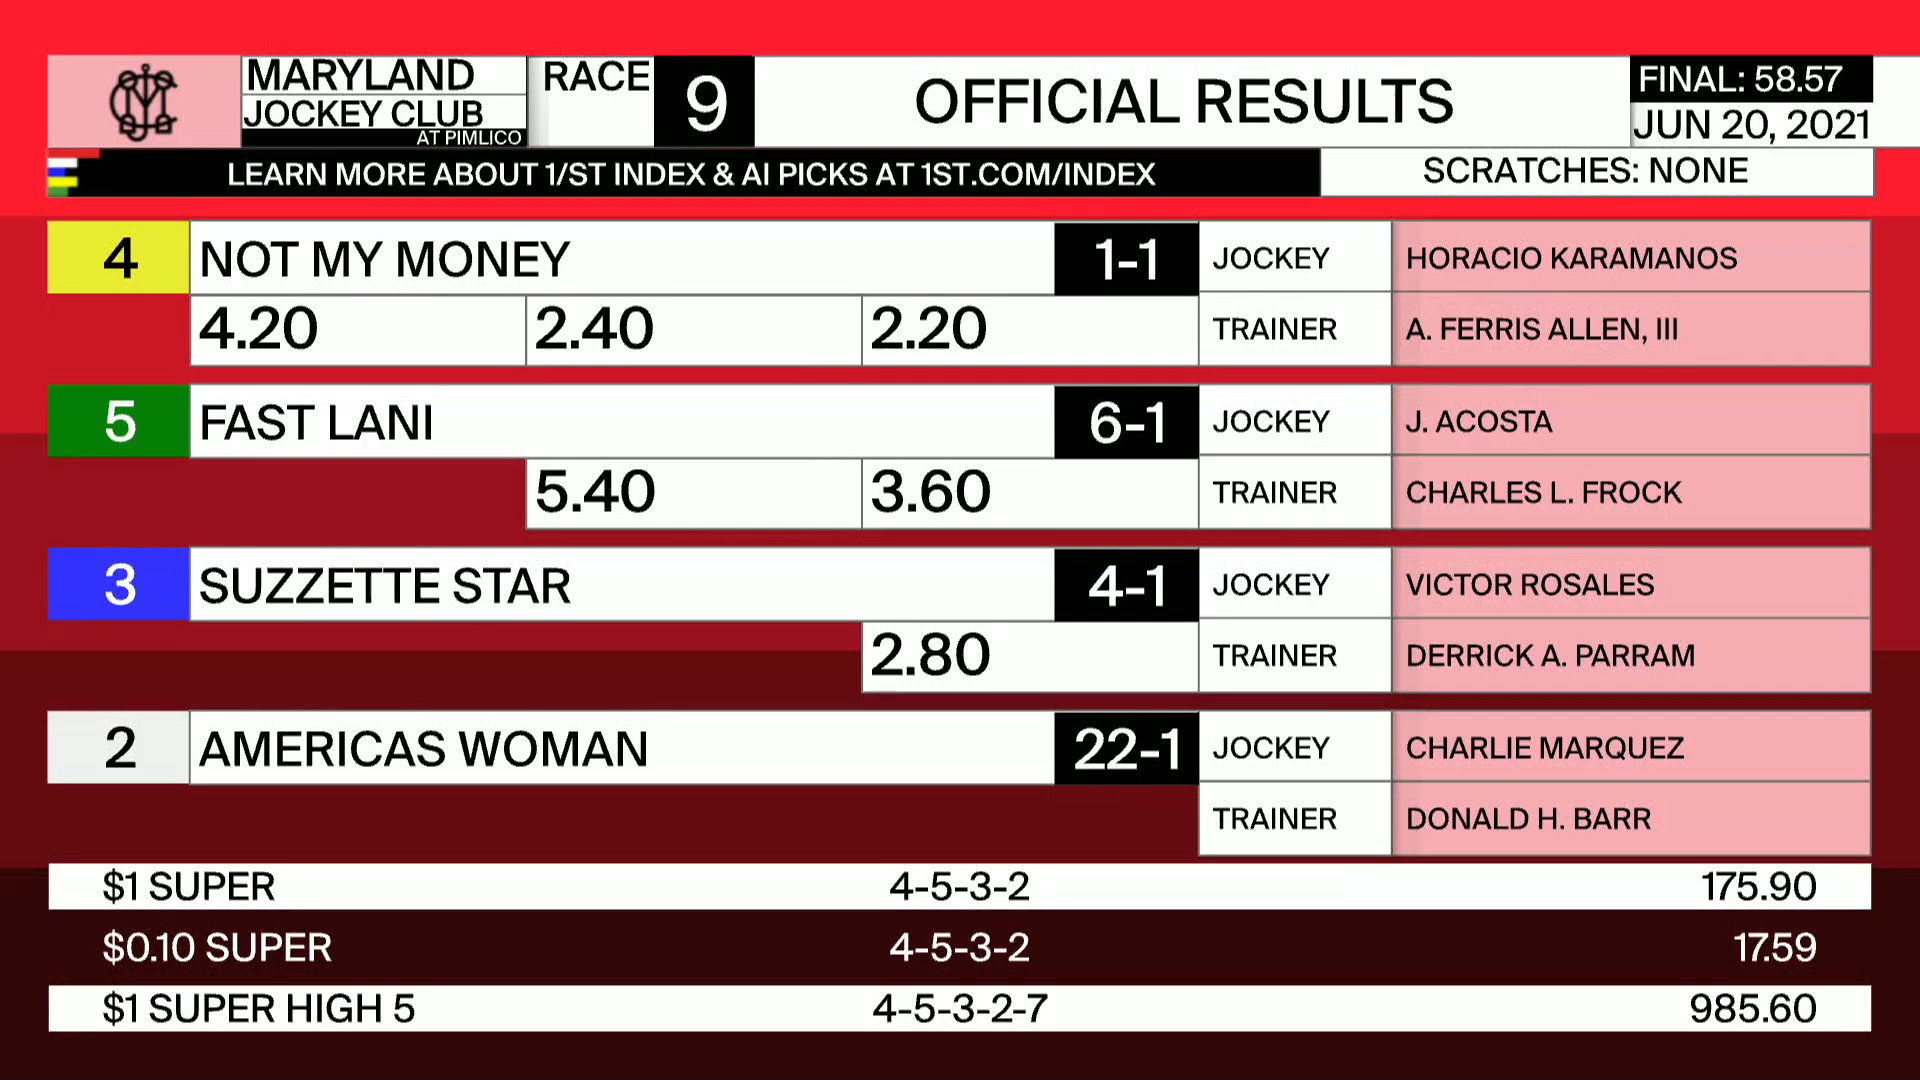 MARYLAND
JOCKEY CLUB
AT PIMLICO
RACE 9
OFFICIAL RESULTS
FINAL: 58.57
JUN 20, 2021
LEARN MORE ABOUT 1/ST INDEX & AI PICKS AT 1ST.COM/INDEX
SCRATCHES: NONE
4 NOT MY MONEY 1-1 JOCKEY HORACIO KARAMANOS
4.20 2.40 2.20 TRAINER A. FERRIS ALLEN, III
5 FAST LANI 6-1 JOCKEY J. ACOSTA
5.40 3.60 TRAINER CHARLES L. FROCK
3 SUZZETTE STAR 4-1 JOCKEY VICTOR ROSALES
2.80 TRAINER DERRICK A. PARRAM
2 AMERICAS WOMAN 22-1 JOCKEY CHARLIE MARQUEZ
TRAINER DONALD H. BARR
$1 SUPER 4-5-3-2 175.90
$0.10 SUPER 4-5-3-2 17.59
$1 SUPER HIGH 5 4-5-3-2-7 985.60